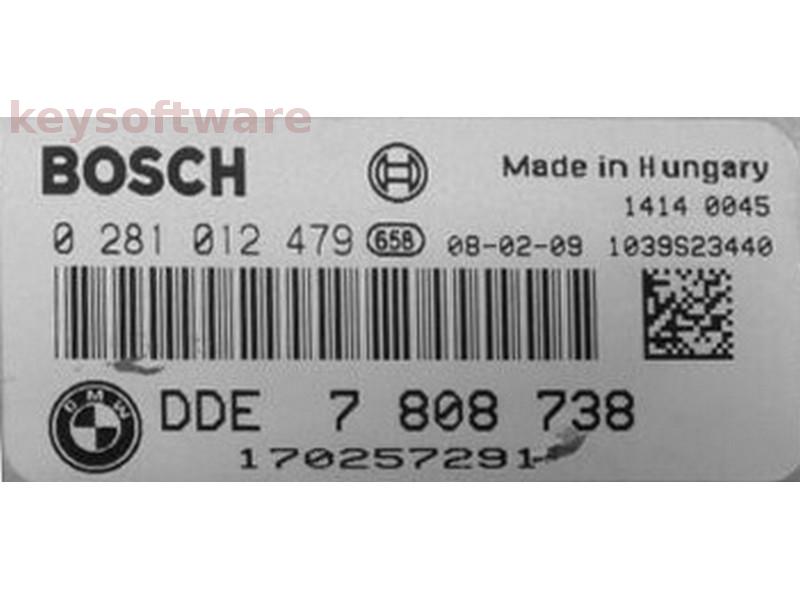 keysoftware
BOSCH
Made in Hungary
1414 0045
0 281 012 479 658 08-02-09 1039S23440
BMW
DDE 7 808 738
170257291